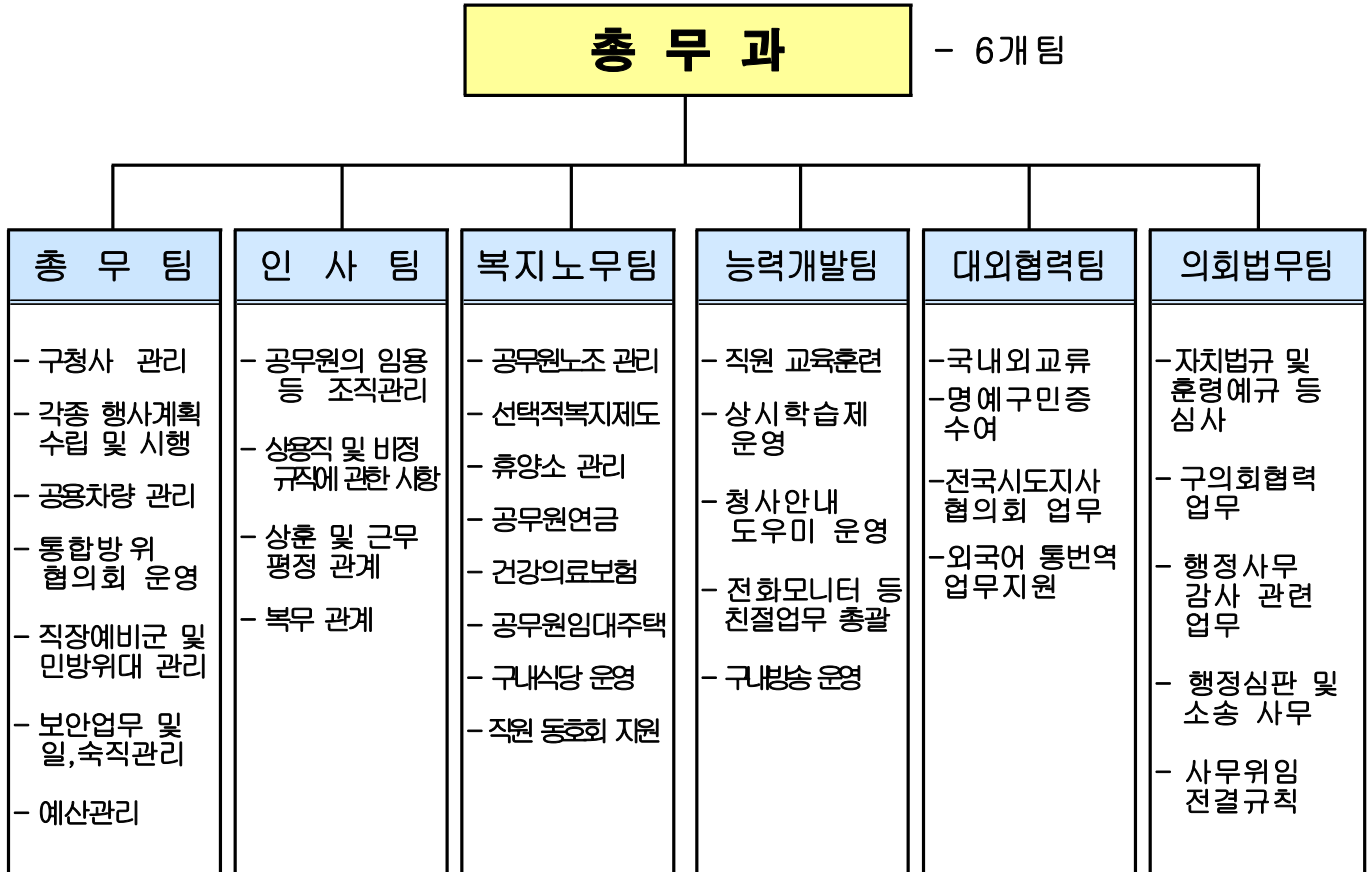 총 무 과
- 6개팀
총 무 팀
- 구청사 관리
- 각종 행사계획
수립 및 시행
- 공용차량 관리
- 통합방위
협의회 운영
- 직장예비군 및
민방위대 관리
- 보안업무 및
일,숙직관리
- 예산관리
인 사 팀
- 공무원의 임용
등 조직관리
- 상용직 및 비정
규직에 관한 사항
- 상훈 및 근무
평정 관계
- 복무 관계
복지노무팀
- 공무원노조 관리
- 선택적복지제도
- 휴양소 관리
- 공무원연금
- 건강의료보험
- 공무원임대주택
- 구내식당 운영
- 직원 동호회 지원
능력개발팀
- 직원 교육훈련
- 상시학습제
운영
- 청사안내
도우미 운영
- 전화모니터 등
친절업무 총괄
- 구내방송 운영
대외협력팀
-국내외교류
-명예구민증
수여
-전국시도지사
협의회 업무
-외국어 통번역
업무지원
의회법무팀
-자치법규 및
훈령예규 등
심사
- 구의회협력
업무
- 행정사무
감사 관련
업무
- 행정심판 및
소송 사무
- 사무위임
전결규칙